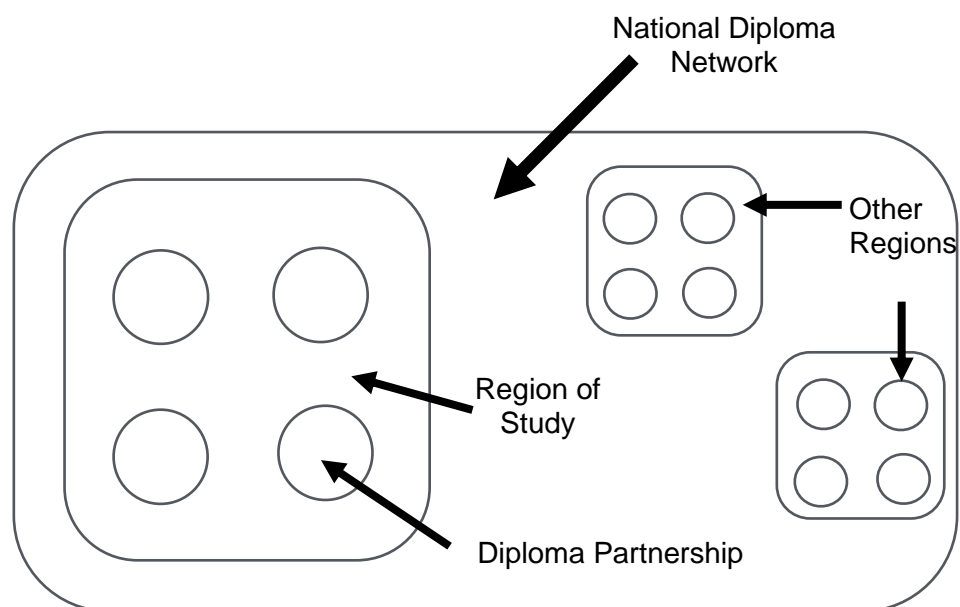 National Diploma
Network
Other
Regions
Region of
Study
Diploma Partnership